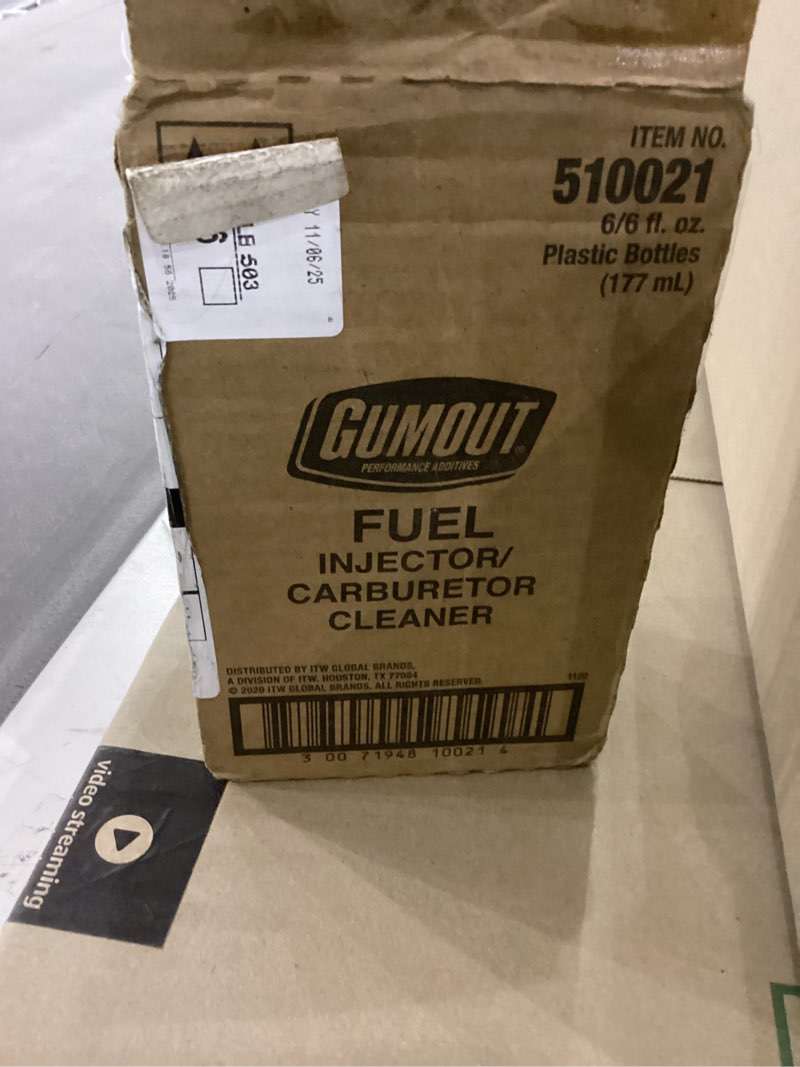 ITEM NO.
510021
6/6 fl. oz.
Plastic Bottles
(177 mL)
Y 11/06/25
LB 503
2025
GUMOUT®
PERFORMANCE ADDITIVES
FUEL
INJECTOR/
CARBURETOR
CLEANER
DISTRIBUTED BY ITW GLOBAL BRANDS,
A DIVISION OF ITW. HOUSTON, TX 77084
© 2020 ITW GLOBAL BRANDS. ALL RIGHTS RESERVED.
1120
3 00 71948 10021 4
video streaming